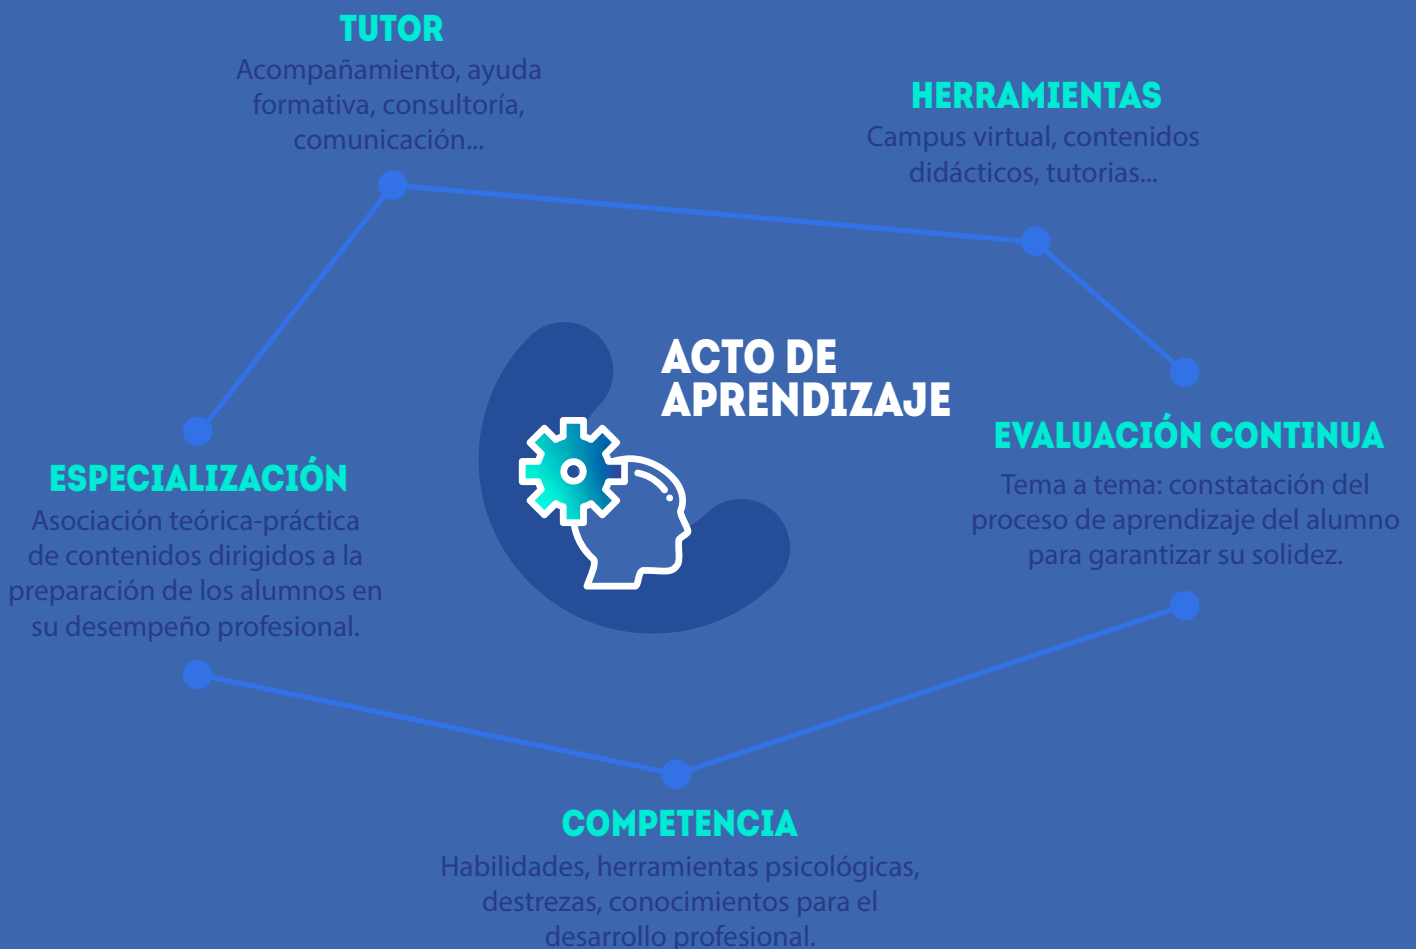 TUTOR
Acompañamiento, ayuda
formativa, consultoría,
comunicación...
HERRAMIENTAS
Campus virtual, contenidos
didácticos, tutorias...
ACTO DE
APRENDIZAJE
EVALUACIÓN CONTINUA
Tema a tema: constatación del
proceso de aprendizaje del alumno
para garantizar su solidez.
ESPECIALIZACIÓN
Asociación teórica-práctica
de contenidos dirigidos a la
preparación de los alumnos en
su desempeño profesional.
COMPETENCIA
Habilidades, herramientas psicológicas,
destrezas, conocimientos para el
desarrollo profesional.